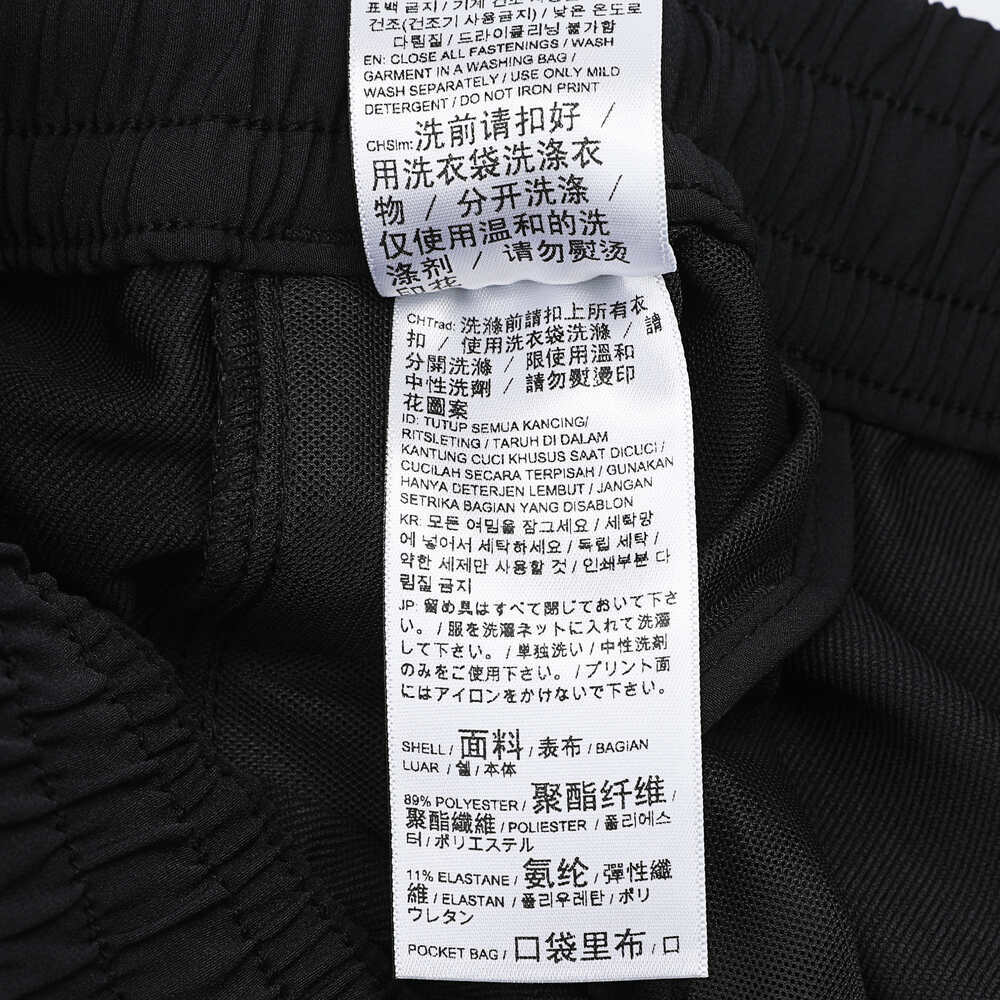 표백 금지 / 기계 건조
건조(건조기 사용금지) / 낮은 온도로
다림질 / 드라이클리닝 불가함
EN: CLOSE ALL FASTENINGS / WASH
GARMENT IN A WASHING BAG /
WASH SEPARATELY / USE ONLY MILD
DETERGENT / DO NOT IRON PRINT
CHSim: 洗前请扣好 /
用洗衣袋洗涤衣
物 / 分开洗涤 /
仅使用温和的洗
涤剂 / 请勿熨烫
印花
CHTrad: 洗滌前請扣上所有衣
扣 / 使用洗衣袋洗滌 / 請
分開洗滌 / 限使用溫和
中性洗劑 / 請勿熨燙印
花圖案
ID: TUTUP SEMUA KANCING/
RITSLETING / TARUH DI DALAM
KANTUNG CUCI KHUSUS SAAT DICUCI /
CUCILAH SECARA TERPISAH / GUNAKAN
HANYA DETERJEN LEMBUT / JANGAN
SETRIKA BAGIAN YANG DISABLON
KR: 모든 여밈을 잠그세요 / 세탁망
에 넣어서 세탁하세요 / 독립 세탁 /
약한 세제만 사용할 것 / 인쇄부분 다
림질 금지
JP: 留め具はすべて閉じておいて下さ
い。 / 服を洗濯ネットに入れて洗濯
して下さい。 / 単独洗い / 中性洗剤
のみをご使用下さい。 / プリント面
にはアイロンをかけないで下さい。
SHELL / 面料 / 表布 / BAGIAN
LUAR / 쉘 / 本体
89% POLYESTER / 聚酯纤维 /
聚酯纖維 / POLIESTER / 폴리에스
터 / ポリエステル
11% ELASTANE / 氨纶 / 彈性纖
維 / ELASTAN / 폴리우레탄 / ポリ
ウレタン
POCKET BAG / 口袋里布 / 口